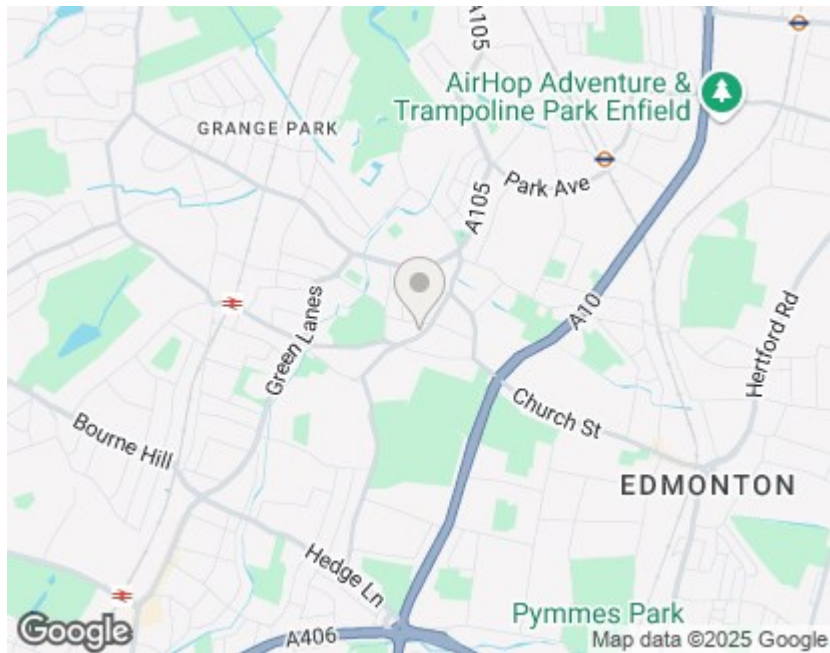 A105
AirHop Adventure &
Trampoline Park Enfield
GRANGE PARK
Park Ave
A105
Green Lanes
A10
Hertford Rd
Church St
Bourne Hill
EDMONTON
Hedge Ln
Pymmes Park
A406
Google
Map data ©2025 Google